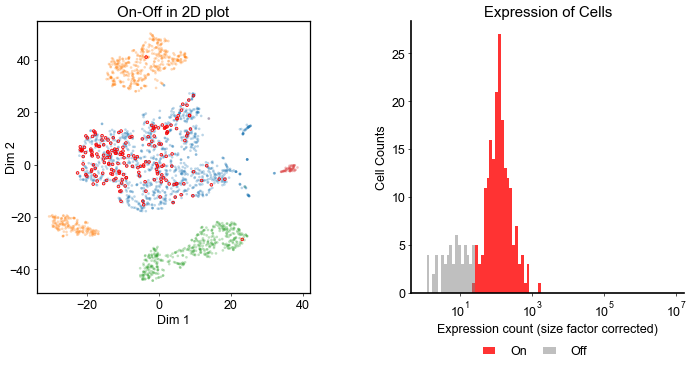 On-Off in 2D plot
Dim 2
40
20
0
−20
−40
−20
0
20
40
Dim 1
Expression of Cells
Cell Counts
25
20
15
10
5
0
10^1
10^3
10^5
10^7
Expression count (size factor corrected)
On
Off